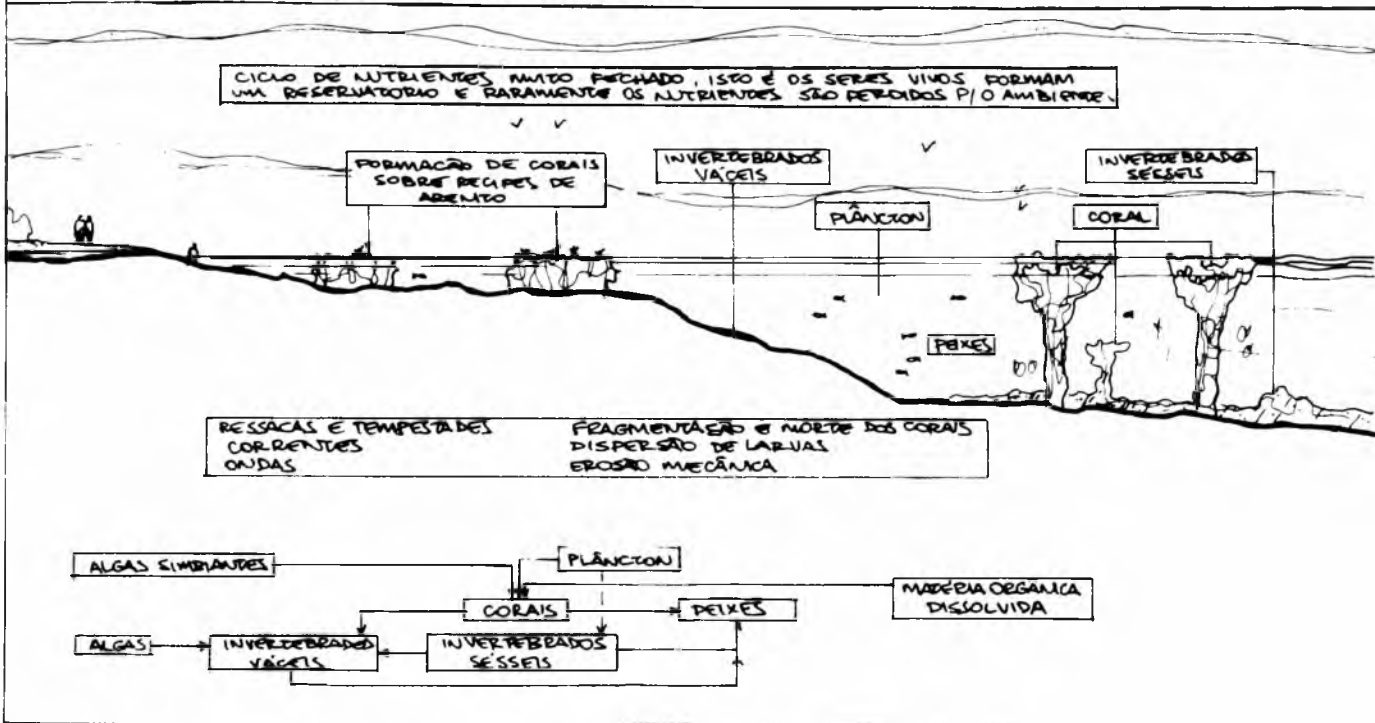 CICLO DE NUTRIENTES MUITO FECHADO, ISTO É OS SERES VIVOS FORMAM
UM RESERVATORIO E RARAMENTE OS NUTRIENTES SÃO PERDIDOS P/ O AMBIENTE.
FORMAÇÃO DE CORAIS
SOBRE RECIFES DE
ARENITO
INVERTEBRADOS
VÁGEIS
PLÂNCTON
INVERTEBRADOS
SÉSSEIS
CORAL
PEIXES
RESSACAS E TEMPESTADES
CORRENTES
ONDAS
FRAGMENTAÇÃO E MORTE DOS CORAIS
DISPERSÃO DE LARVAS
EROSÃO MECÂNICA
ALGAS SIMBIANTES
PLÂNCTON
MATÉRIA ORGÂNICA
DISSOLVIDA
CORAIS
PEIXES
ALGAS
INVERTEBRADOS
VÁGEIS
INVERTEBRADOS
SÉSSEIS